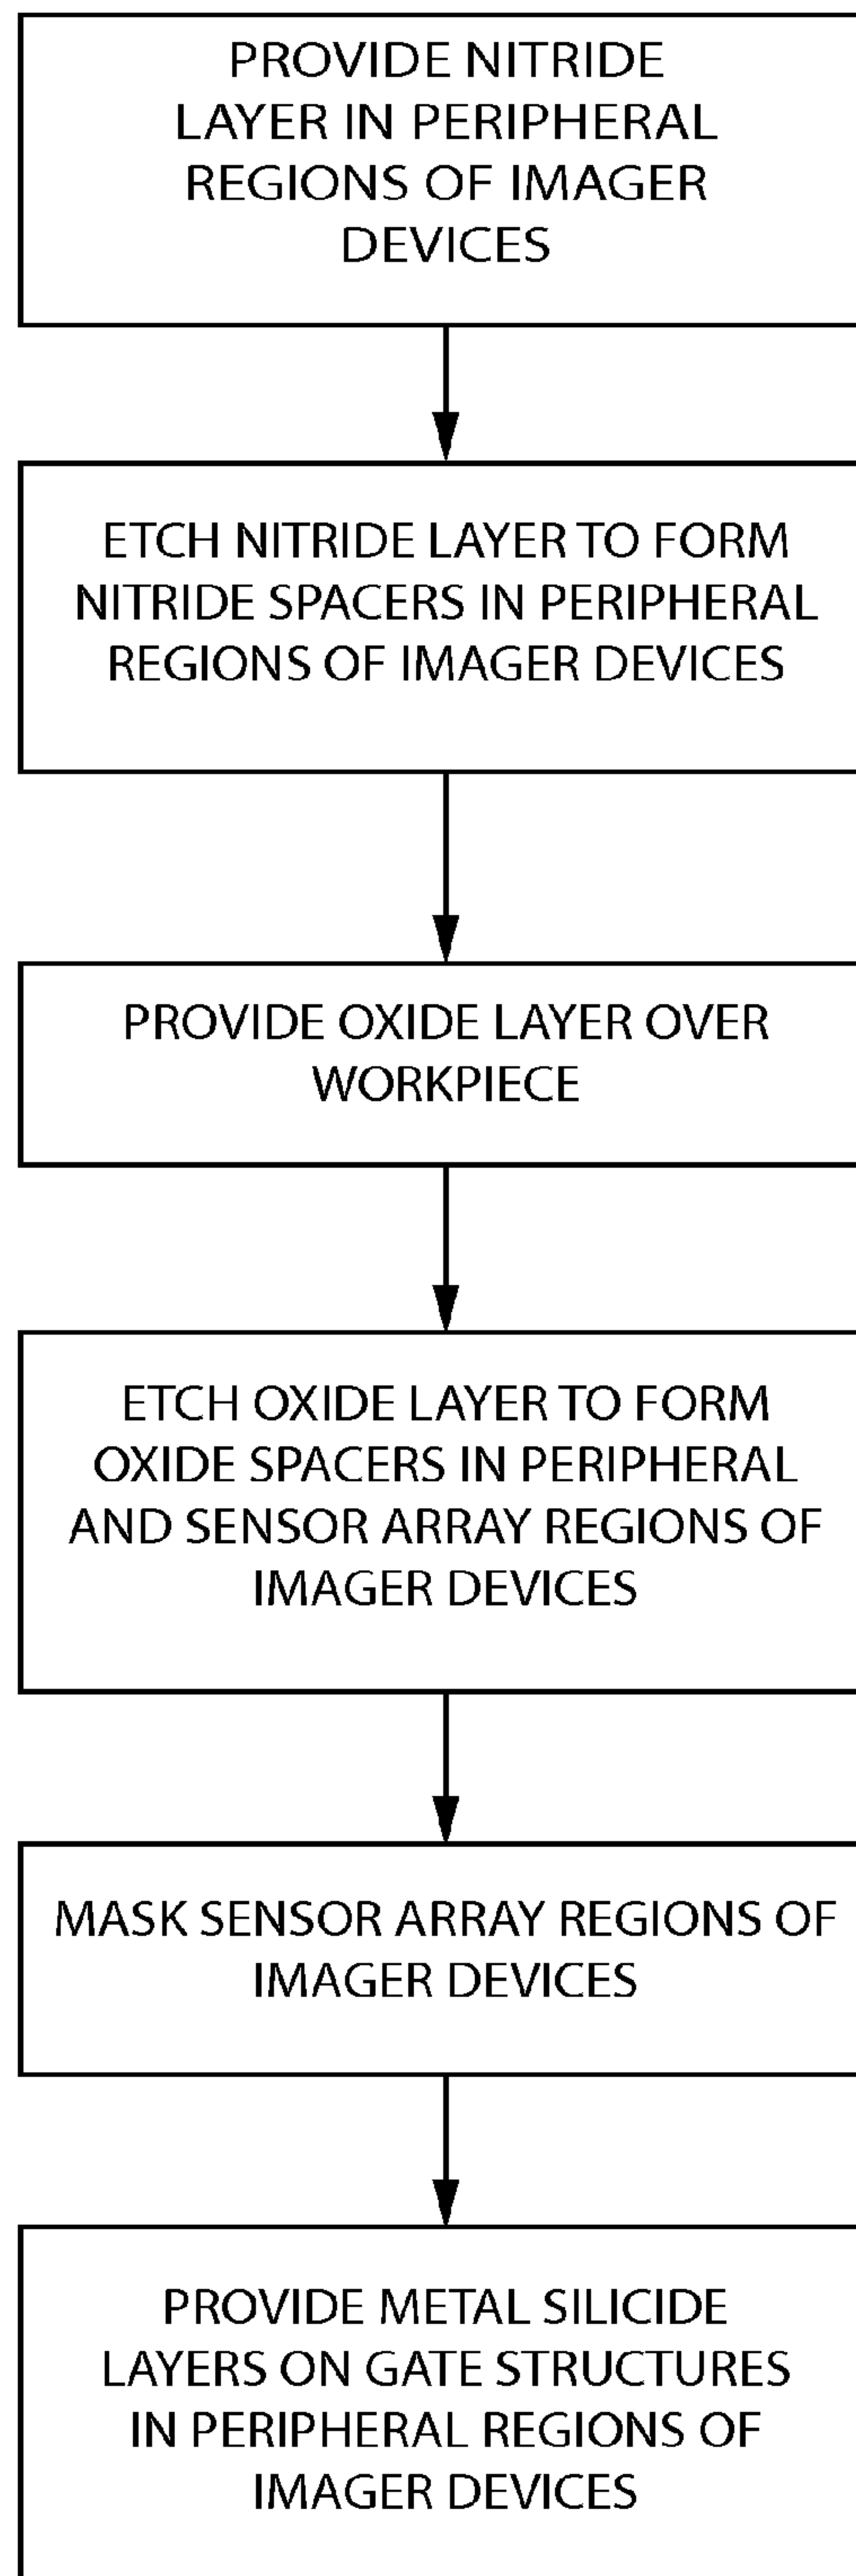 PROVIDE NITRIDE
LAYER IN PERIPHERAL
REGIONS OF IMAGER
DEVICES
ETCH NITRIDE LAYER TO FORM
NITRIDE SPACERS IN PERIPHERAL
REGIONS OF IMAGER DEVICES
PROVIDE OXIDE LAYER OVER
WORKPIECE
ETCH OXIDE LAYER TO FORM
OXIDE SPACERS IN PERIPHERAL
AND SENSOR ARRAY REGIONS OF
IMAGER DEVICES
MASK SENSOR ARRAY REGIONS OF
IMAGER DEVICES
PROVIDE METAL SILICIDE
LAYERS ON GATE STRUCTURES
IN PERIPHERAL REGIONS OF
IMAGER DEVICES